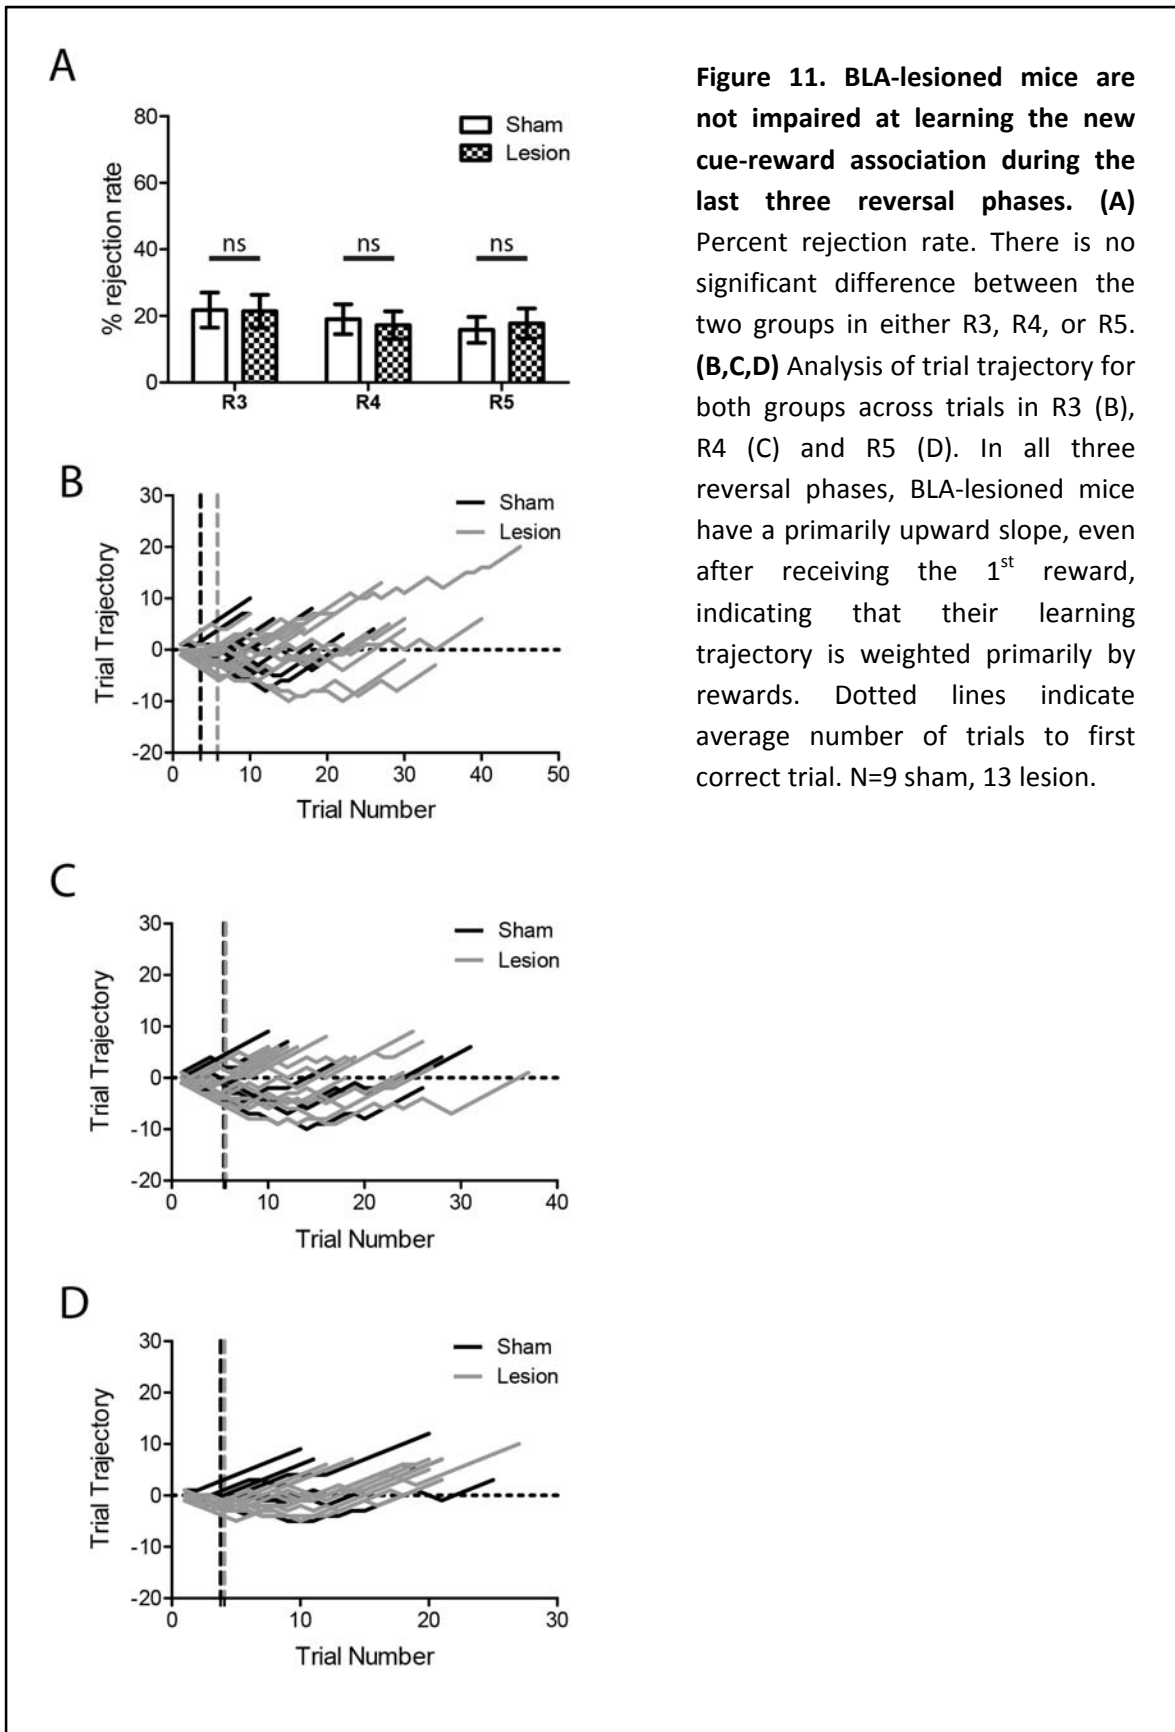 A
80
60
40
20
0
% rejection rate
Sham
Lesion
ns
ns
ns
R3
R4
R5
B
30
20
10
0
-10
-20
Trial Trajectory
Sham
Lesion
0
10
20
30
40
50
Trial Number
C
30
20
10
0
-10
-20
Trial Trajectory
Sham
Lesion
0
10
20
30
40
Trial Number
D
30
20
10
0
-10
-20
Trial Trajectory
Sham
Lesion
0
10
20
30
Trial Number
Figure 11. BLA-lesioned mice are
not impaired at learning the new
cue-reward association during the
last three reversal phases. (A)
Percent rejection rate. There is no
significant difference between the
two groups in either R3, R4, or R5.
(B,C,D) Analysis of trial trajectory for
both groups across trials in R3 (B),
R4 (C) and R5 (D). In all three
reversal phases, BLA-lesioned mice
have a primarily upward slope, even
after receiving the 1st reward,
indicating that their learning
trajectory is weighted primarily by
rewards. Dotted lines indicate
average number of trials to first
correct trial. N=9 sham, 13 lesion.